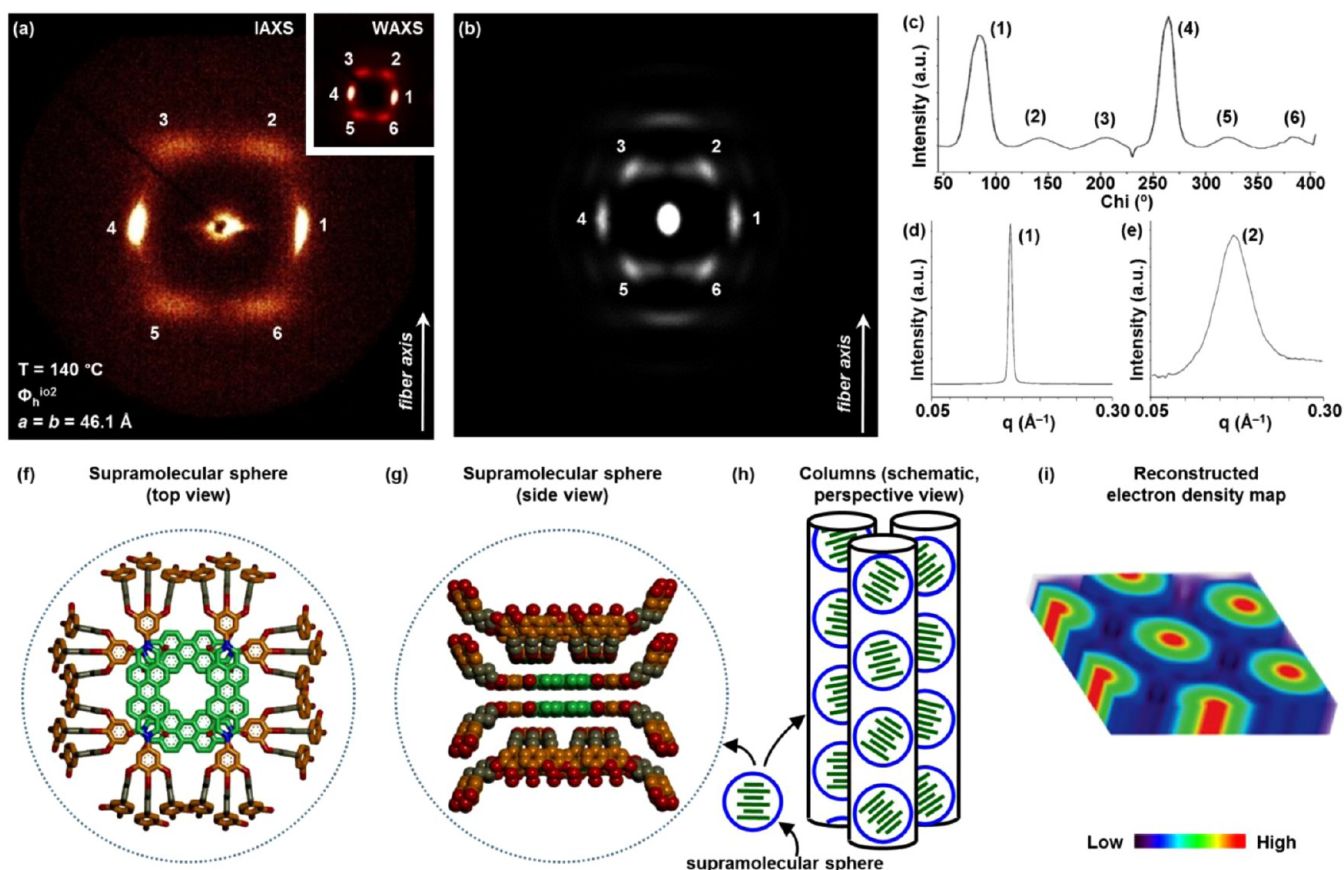 (a)
IAXS
WAXS
3
2
4
1
5
6
3
2
4
1
5
6
T = 140 °C
Φhio2
a = b = 46.1 Å
fiber axis
(b)
3
2
4
1
5
6
fiber axis
(c)
Intensity (a.u.)
(1)
(2)
(3)
(4)
(5)
(6)
50 100 150 200 250 300 350 400
Chi (º)
(d)
Intensity (a.u.)
(1)
0.05 0.30
q (Å–1)
(e)
Intensity (a.u.)
(2)
0.05 0.30
q (Å–1)
(f) Supramolecular sphere
(top view)
(g) Supramolecular sphere
(side view)
(h) Columns (schematic,
perspective view)
supramolecular sphere
(i) Reconstructed
electron density map
Low High